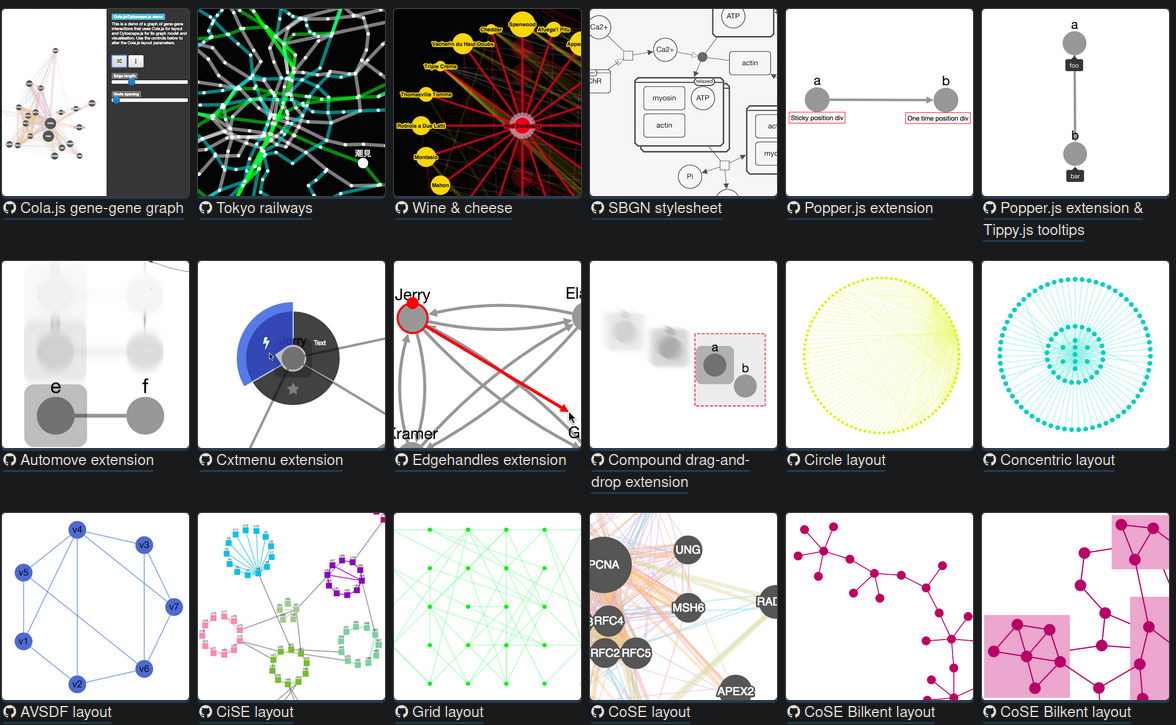 Cola.js/Cytoscape.js demo
This is a demo of a graph of gene-gene
interactions that uses Cola.js for layout
and Cytoscape.js for its graph model and
visualisation. Use the controls below to
alter the Cola.js layout parameters.
Edge length
Node spacing
潮見
Cheddar
Spenwood
Afuega'l Pitu
Vacherin du Haut-Doubs
Triple Creme
Thomasville Tomme
Robiola a Due Latti
Montasio
Mahon
Ca2+
ATP
Ca2+
actin
ChR
relaxed
myosin
ATP
actin
Pi
a
b
Sticky position div
One time position div
a
foo
b
bar
Cola.js gene-gene graph
Tokyo railways
Wine & cheese
SBGN stylesheet
Popper.js extension
Popper.js extension &
Tippy.js tooltips
e
f
Jerry
Text
Jerry
Kramer
a
b
Automove extension
Cxtmenu extension
Edgehandles extension
Compound drag-and-
drop extension
Circle layout
Concentric layout
v4
v3
v5
v7
v1
v6
v2
PCNA
UNG
MSH6
RFC4
RFC2
RFC5
APEX2
AVSDF layout
CiSE layout
Grid layout
CoSE layout
CoSE Bilkent layout
CoSE Bilkent layout